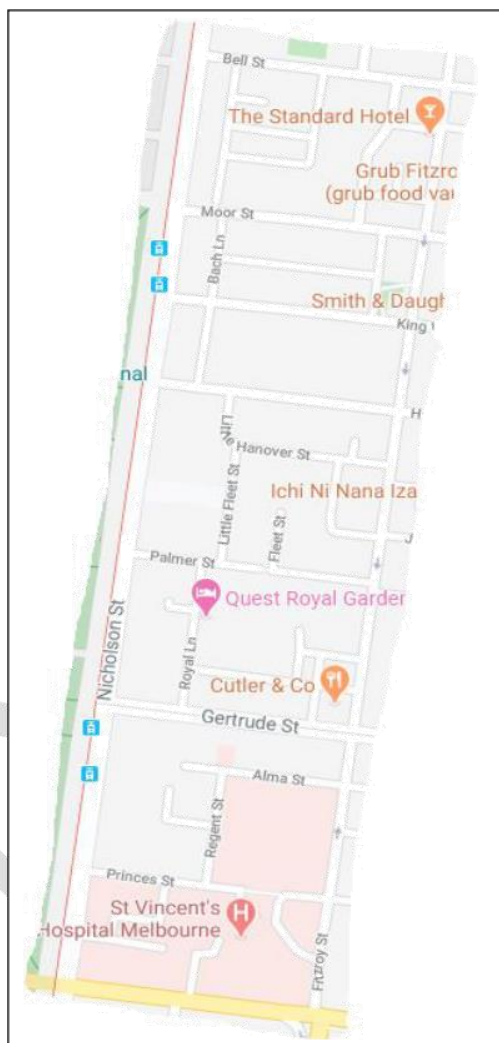 Bell St
The Standard Hotel
Grub Fitzro
(grub food va
Moor St
Bach Ln
Smith & Daugh
King
nal
H
Little Hanover St
Little Fleet St
Ichi Ni Nana Iza
Fleet St
J
Palmer St
Quest Royal Garder
Nicholson St
Royal Ln
Cutler & Co
Gertrude St
Alma St
Regent St
Princes St
St Vincent's
Hospital Melbourne
H
Fitzroy St